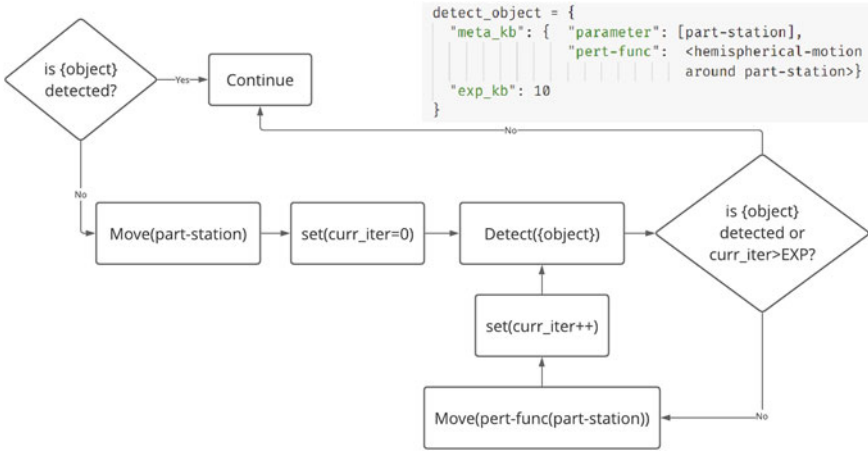 detect_object = {
"meta_kb": { "parameter": [part-station],
"pert-func": <hemispherical-motion
around part-station>}
"exp_kb": 10
}
is {object}
detected?
Yes
Continue
No
No
Move(part-station)
set(curr_iter=0)
Detect({object})
is {object}
detected or
curr_iter>EXP?
set(curr_iter++)
Move(pert-func(part-station))
No